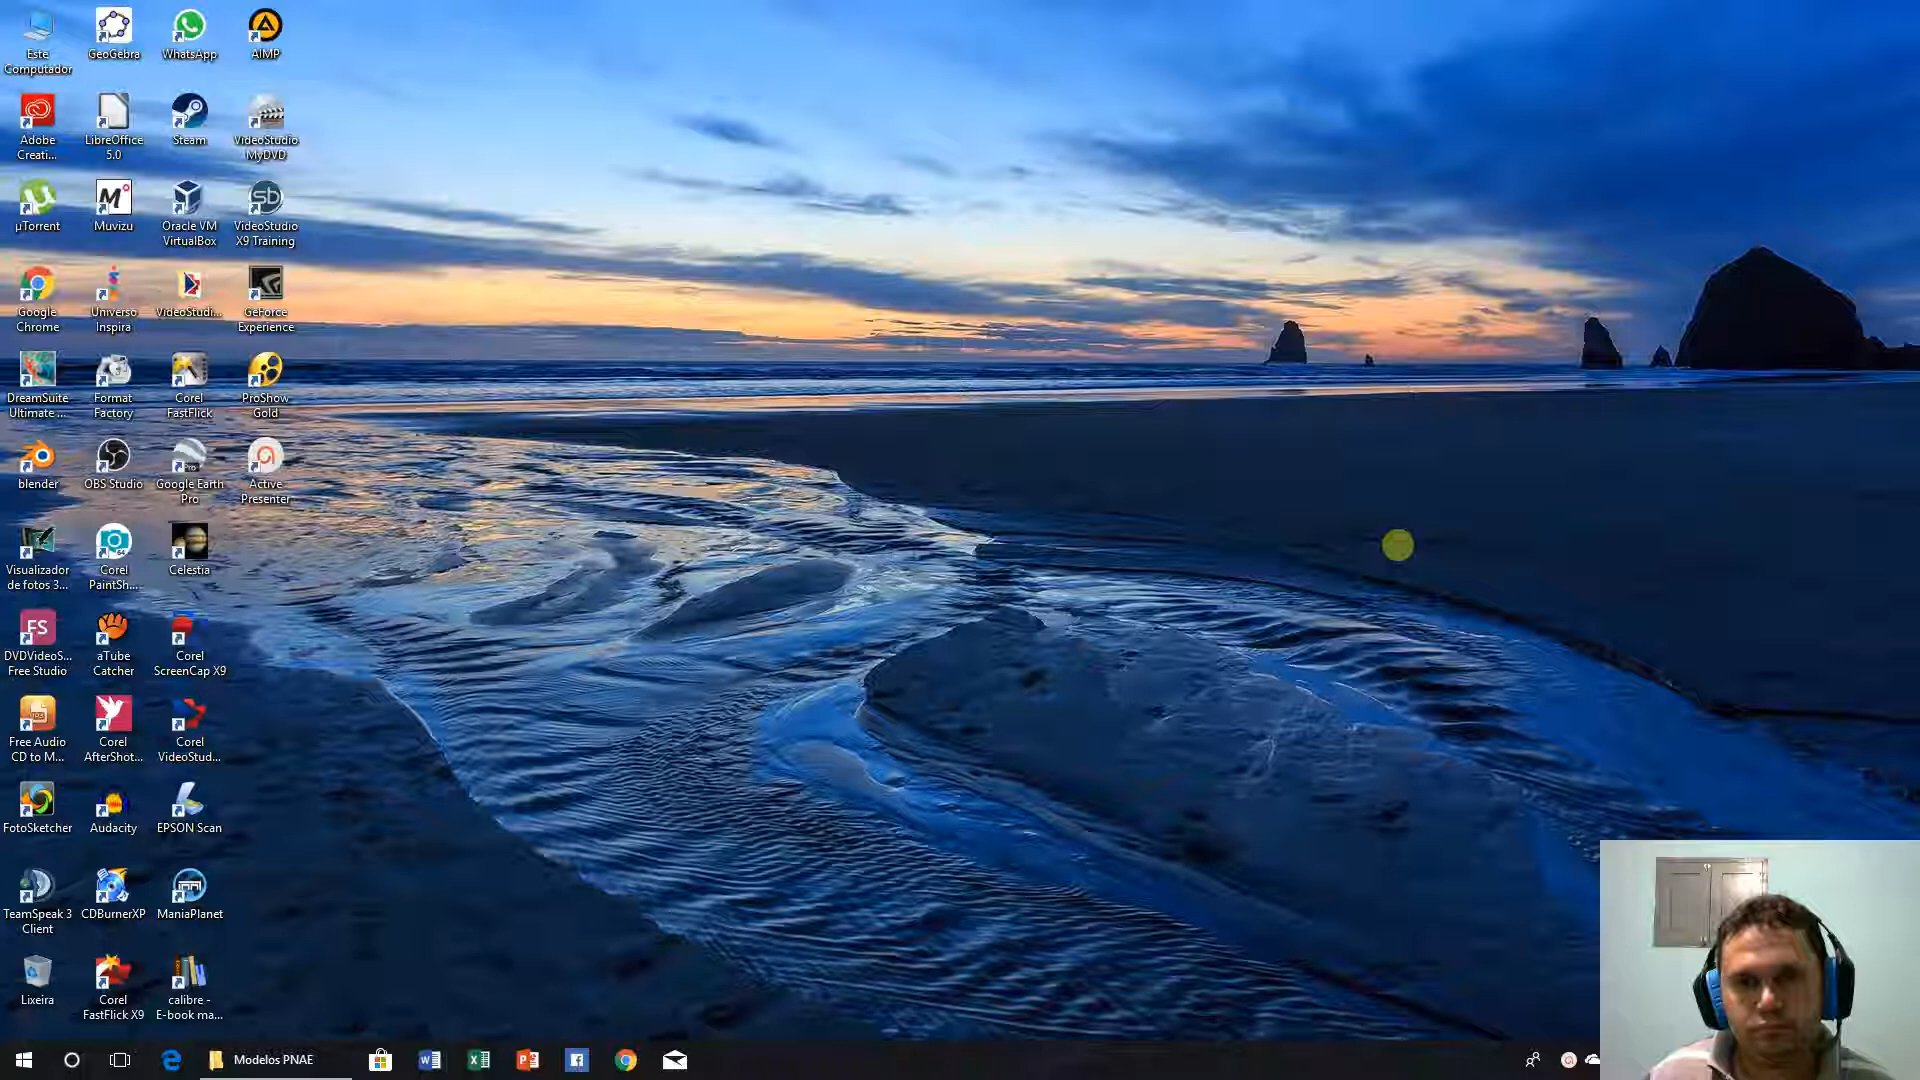 Este
Computador
GeoGebra
WhatsApp
AIMP
Adobe
Creati...
LibreOffice
5.0
Steam
VideoStudio
MyDVD
µTorrent
Muvizu
Oracle VM
VirtualBox
VideoStudio
X9 Training
Google
Chrome
Universo
Inspira
VideoStudi...
GeForce
Experience
DreamSuite
Ultimate ...
Format
Factory
Corel
FastFlick
ProShow
Gold
blender
OBS Studio
Google Earth
Pro
Active
Presenter
Visualizador
de fotos 3...
Corel
PaintSh...
Celestia
FS
DVDVideoS...
Free Studio
aTube
Catcher
Corel
ScreenCap X9
Free Audio
CD to M...
Corel
AfterShot...
Corel
VideoStud...
FotoSketcher
Audacity
EPSON Scan
TeamSpeak 3
Client
CDBurnerXP
ManiaPlanet
Lixeira
Corel
FastFlick X9
calibre -
E-book ma...
Modelos PNAE